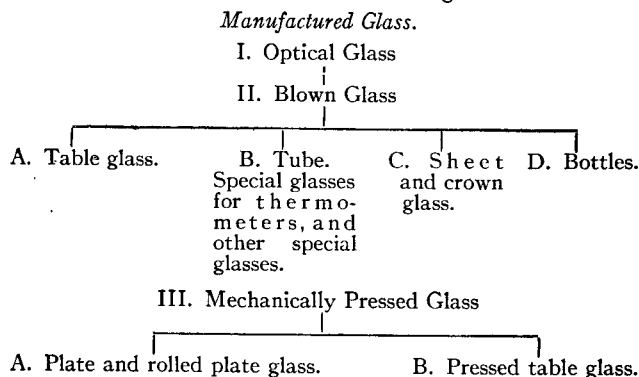 Manufactured Glass.
I. Optical Glass
II. Blown Glass
A. Table glass.
B. Tube.
Special glasses
for thermo-
meters, and
other special
glasses.
C. Sheet
and crown
glass.
D. Bottles.
III. Mechanically Pressed Glass
A. Plate and rolled plate glass.
B. Pressed table glass.